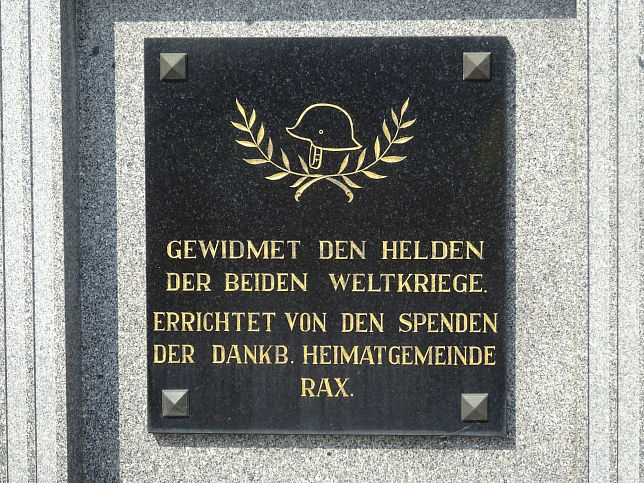 GEWIDMET DEN HELDEN
DER BEIDEN WELTKRIEGE.
ERRICHTET VON DEN SPENDEN
DER DANKB. HEIMATGEMEINDE
RAX.